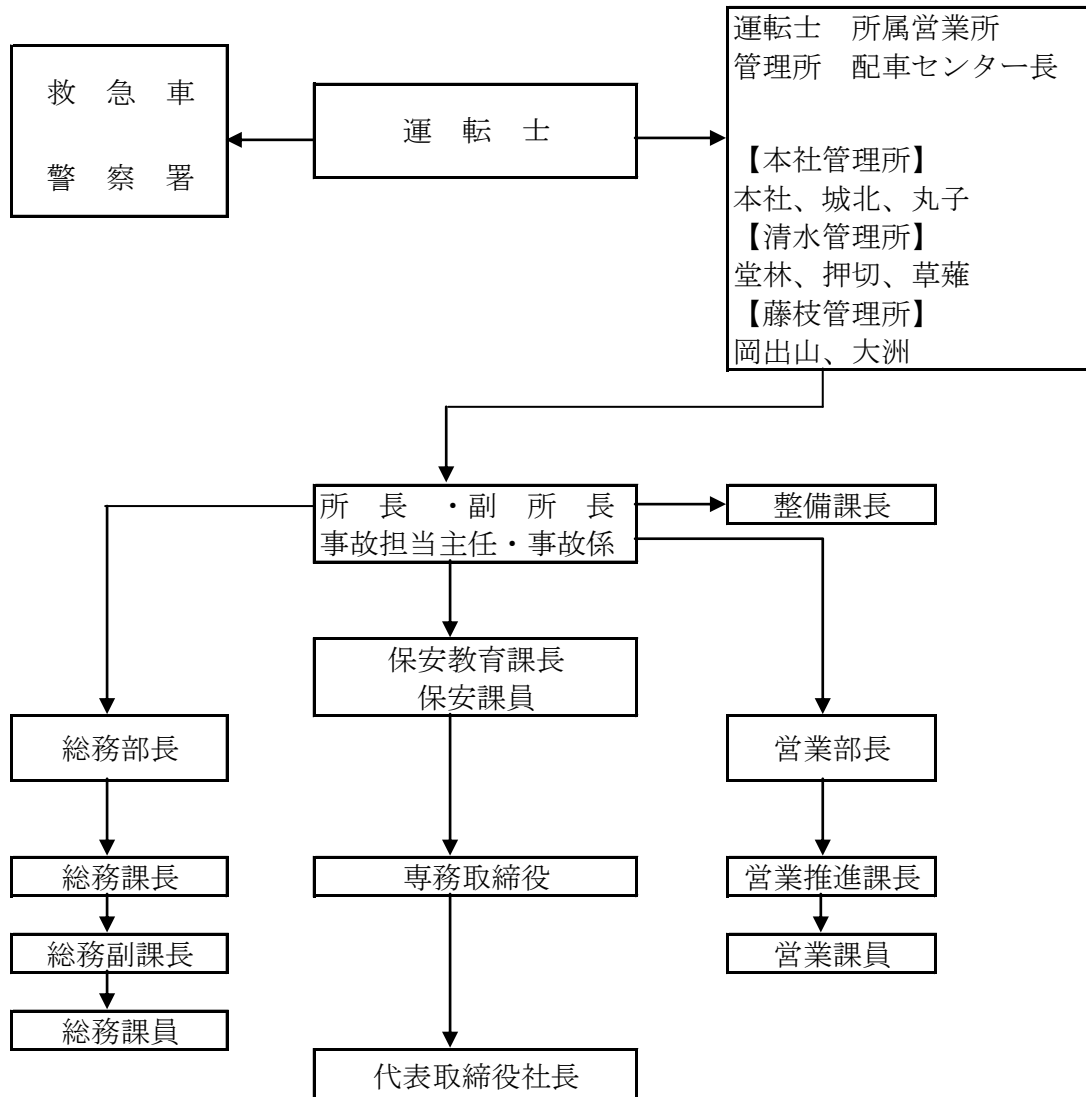 救　急　車
警　察　署
運　転　士
運転士　所属営業所
管理所　配車センター長
【本社管理所】
本社、城北、丸子
【清水管理所】
堂林、押切、草薙
【藤枝管理所】
岡出山、大洲
所　長　・副　所　長
事故担当主任・事故係
整備課長
保安教育課長
保安課員
総務部長
営業部長
総務課長
専務取締役
営業推進課長
総務副課長
営業課員
総務課員
代表取締役社長